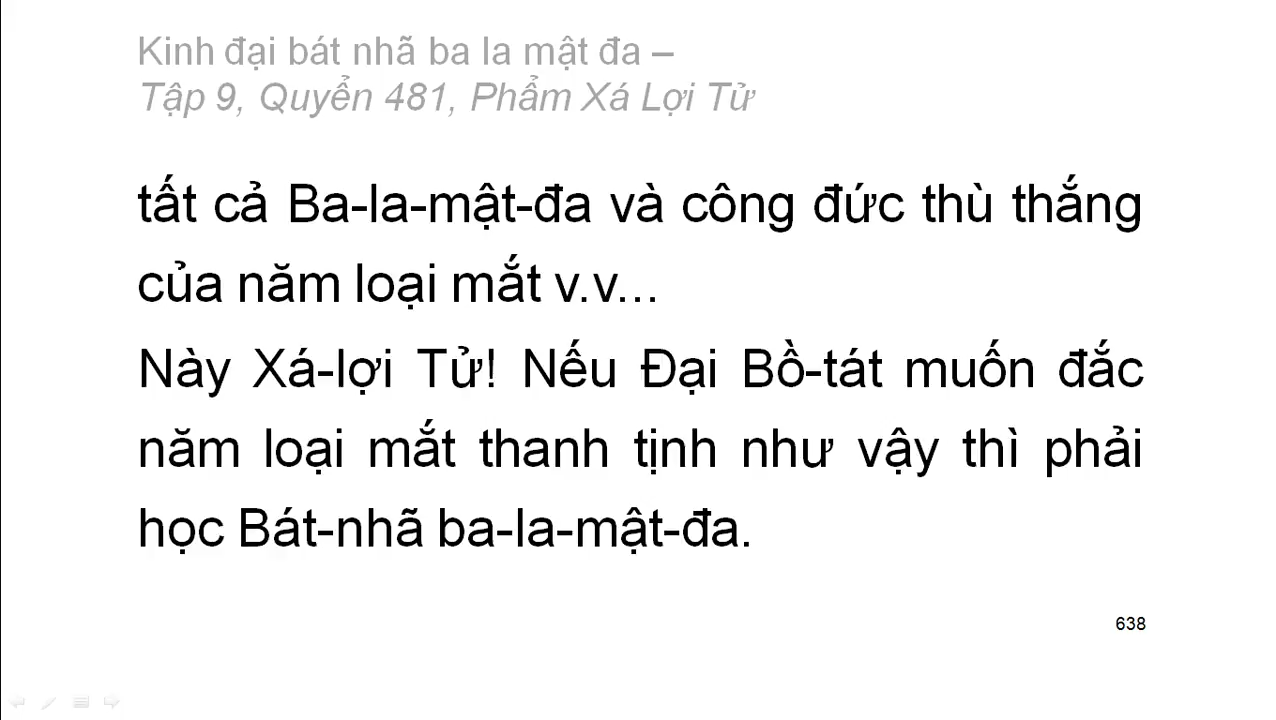 Kinh đại bát nhã ba la mật đa –
Tập 9, Quyển 481, Phẩm Xá Lợi Tử
tất cả Ba-la-mật-đa và công đức thù thắng
của năm loại mắt v.v...
Này Xá-lợi Tử! Nếu Đại Bồ-tát muốn đắc
năm loại mắt thanh tịnh như vậy thì phải
học Bát-nhã ba-la-mật-đa.
638